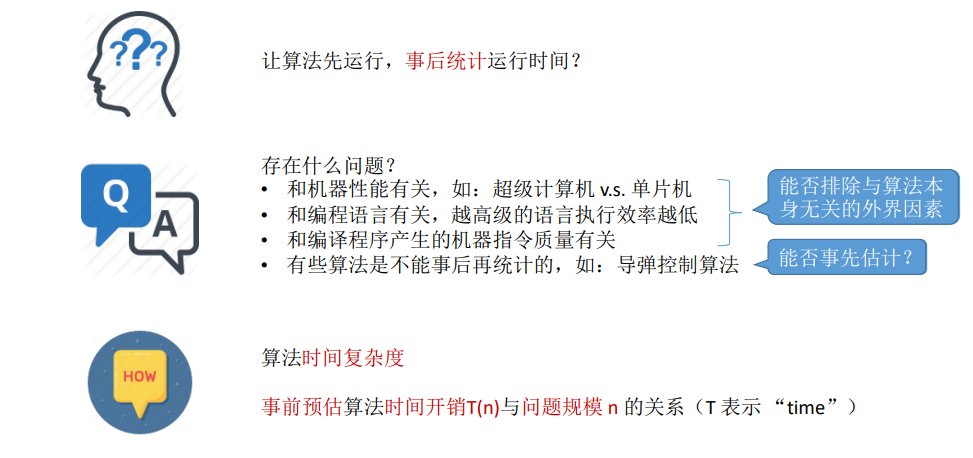 ???
让算法先运行，事后统计运行时间？
Q
A
存在什么问题？
• 和机器性能有关，如：超级计算机 v.s. 单片机
• 和编程语言有关，越高级的语言执行效率越低
• 和编译程序产生的机器指令质量有关
• 有些算法是不能事后再统计的，如：导弹控制算法
能否排除与算法本
身无关的外界因素
能否事先估计？
HOW
算法时间复杂度
事前预估算法时间开销T(n)与问题规模 n 的关系（T 表示 “time”）